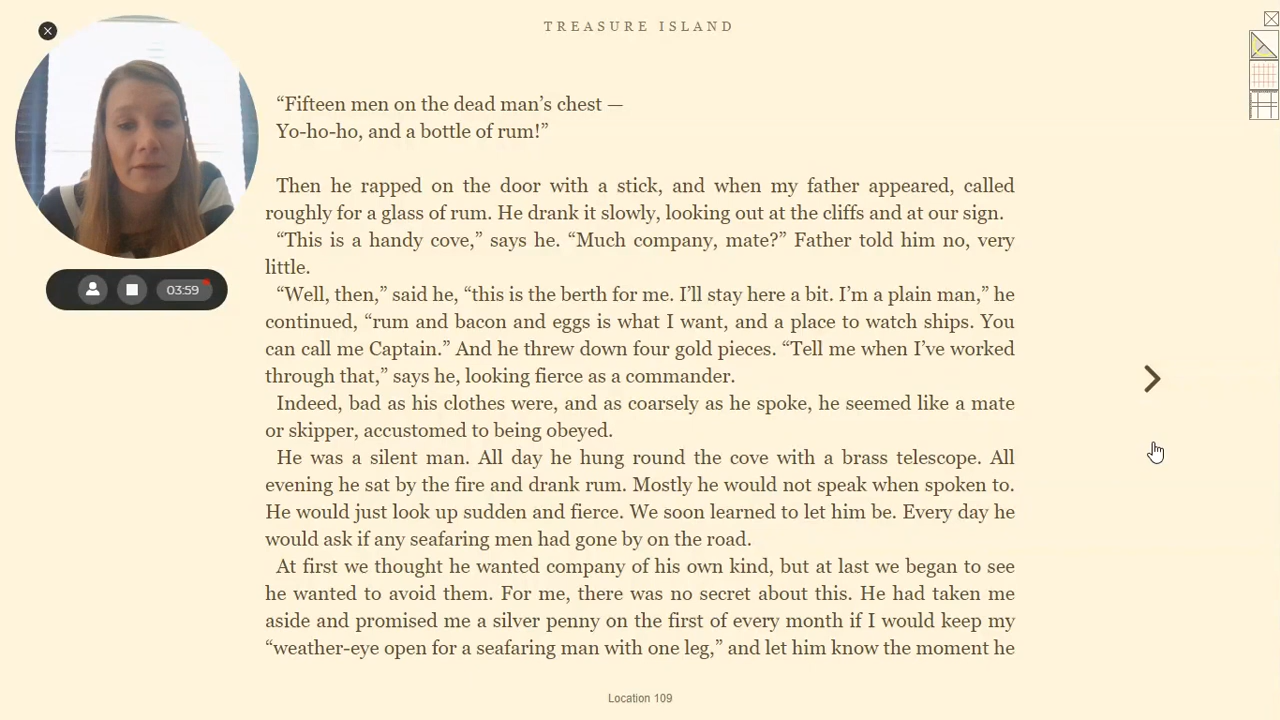 TREASURE ISLAND
“Fifteen men on the dead man’s chest —
Yo-ho-ho, and a bottle of rum!”
Then he rapped on the door with a stick, and when my father appeared, called
roughly for a glass of rum. He drank it slowly, looking out at the cliffs and at our sign.
“This is a handy cove,” says he. “Much company, mate?” Father told him no, very
little.
“Well, then,” said he, “this is the berth for me. I’ll stay here a bit. I’m a plain man,” he
continued, “rum and bacon and eggs is what I want, and a place to watch ships. You
can call me Captain.” And he threw down four gold pieces. “Tell me when I’ve worked
through that,” says he, looking fierce as a commander.
Indeed, bad as his clothes were, and as coarsely as he spoke, he seemed like a mate
or skipper, accustomed to being obeyed.
He was a silent man. All day he hung round the cove with a brass telescope. All
evening he sat by the fire and drank rum. Mostly he would not speak when spoken to.
He would just look up sudden and fierce. We soon learned to let him be. Every day he
would ask if any seafaring men had gone by on the road.
At first we thought he wanted company of his own kind, but at last we began to see
he wanted to avoid them. For me, there was no secret about this. He had taken me
aside and promised me a silver penny on the first of every month if I would keep my
“weather-eye open for a seafaring man with one leg,” and let him know the moment he
03:59
Location 109